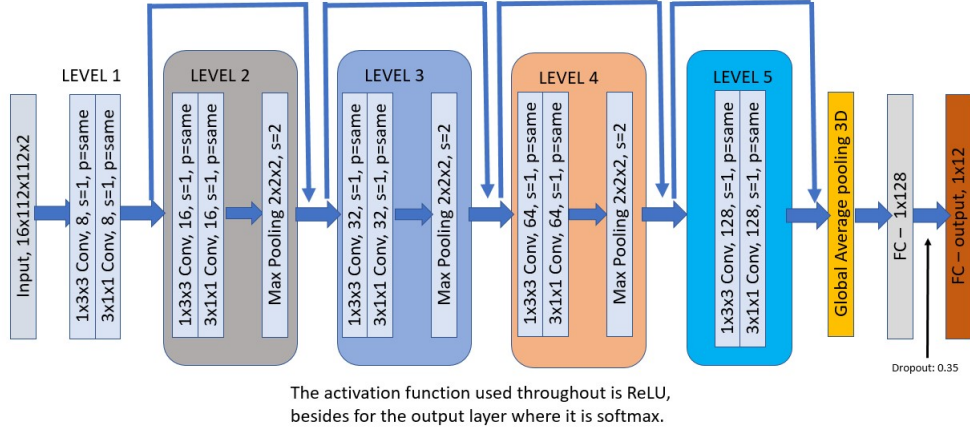 LEVEL 1
LEVEL 2
LEVEL 3
LEVEL 4
LEVEL 5
Input, 16x112x112x2
1x3x3 Conv, 8, s=1, p=same
3x1x1 Conv, 8, s=1, p=same
1x3x3 Conv, 16, s=1, p=same
3x1x1 Conv, 16, s=1, p=same
Max Pooling 2x2x2, s=2
1x3x3 Conv, 32, s=1, p=same
3x1x1 Conv, 32, s=1, p=same
Max Pooling 2x2x2, s=2
1x3x3 Conv, 64, s=1, p=same
3x1x1 Conv, 64, s=1, p=same
Max Pooling 2x2x2, s=2
1x3x3 Conv, 128, s=1, p=same
3x1x1 Conv, 128, s=1, p=same
Global Average pooling 3D
FC – 1x128
FC – output, 1x12
Dropout: 0.35
The activation function used throughout is ReLU,
besides for the output layer where it is softmax.